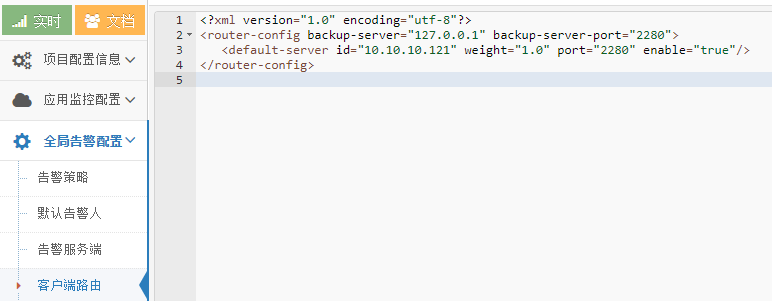 实时 文档
项目配置信息
应用监控配置
全局告警配置
告警策略
默认告警人
告警服务端
客户端路由
1 <?xml version="1.0" encoding="utf-8"?>
2 <router-config backup-server="127.0.0.1" backup-server-port="2280">
3 <default-server id="10.10.10.121" weight="1.0" port="2280" enable="true"/>
4 </router-config>
5